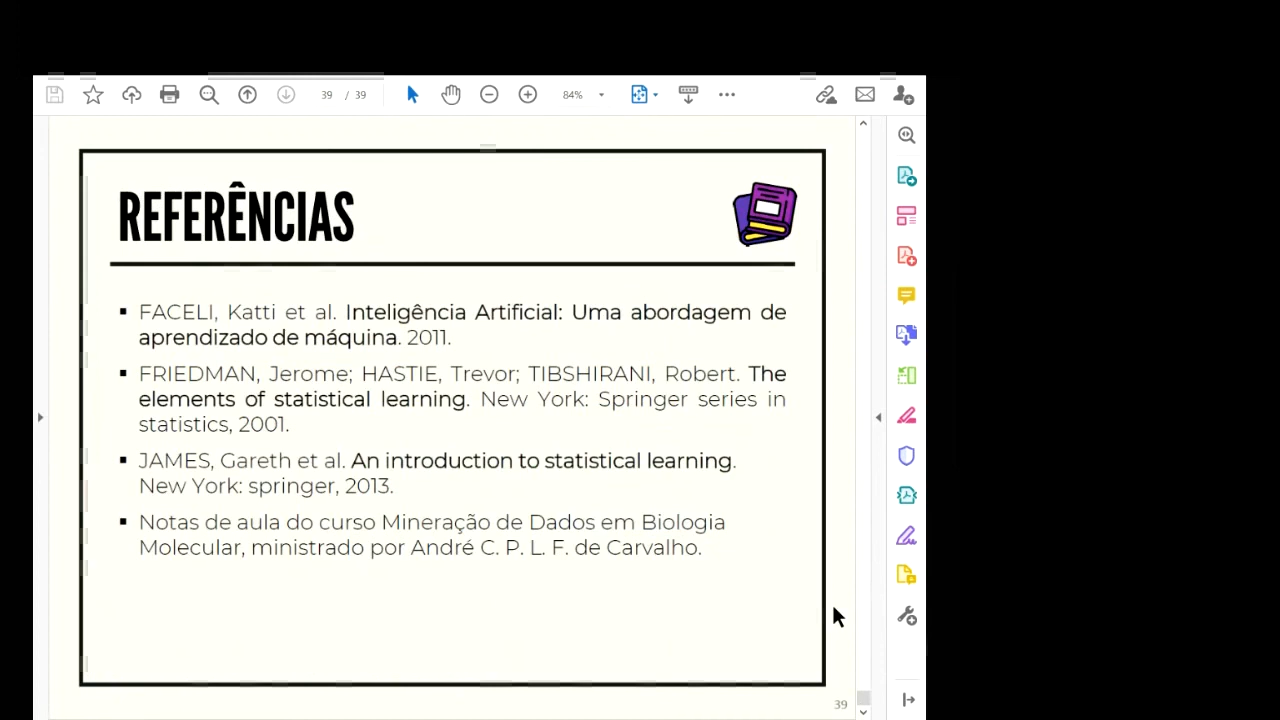 39 / 39
84%
REFERÊNCIAS
▪ FACELI, Katti et al. Inteligência Artificial: Uma abordagem de
aprendizado de máquina. 2011.
▪ FRIEDMAN, Jerome; HASTIE, Trevor; TIBSHIRANI, Robert. The
elements of statistical learning. New York: Springer series in
statistics, 2001.
▪ JAMES, Gareth et al. An introduction to statistical learning.
New York: springer, 2013.
▪ Notas de aula do curso Mineração de Dados em Biologia
Molecular, ministrado por André C. P. L. F. de Carvalho.
39